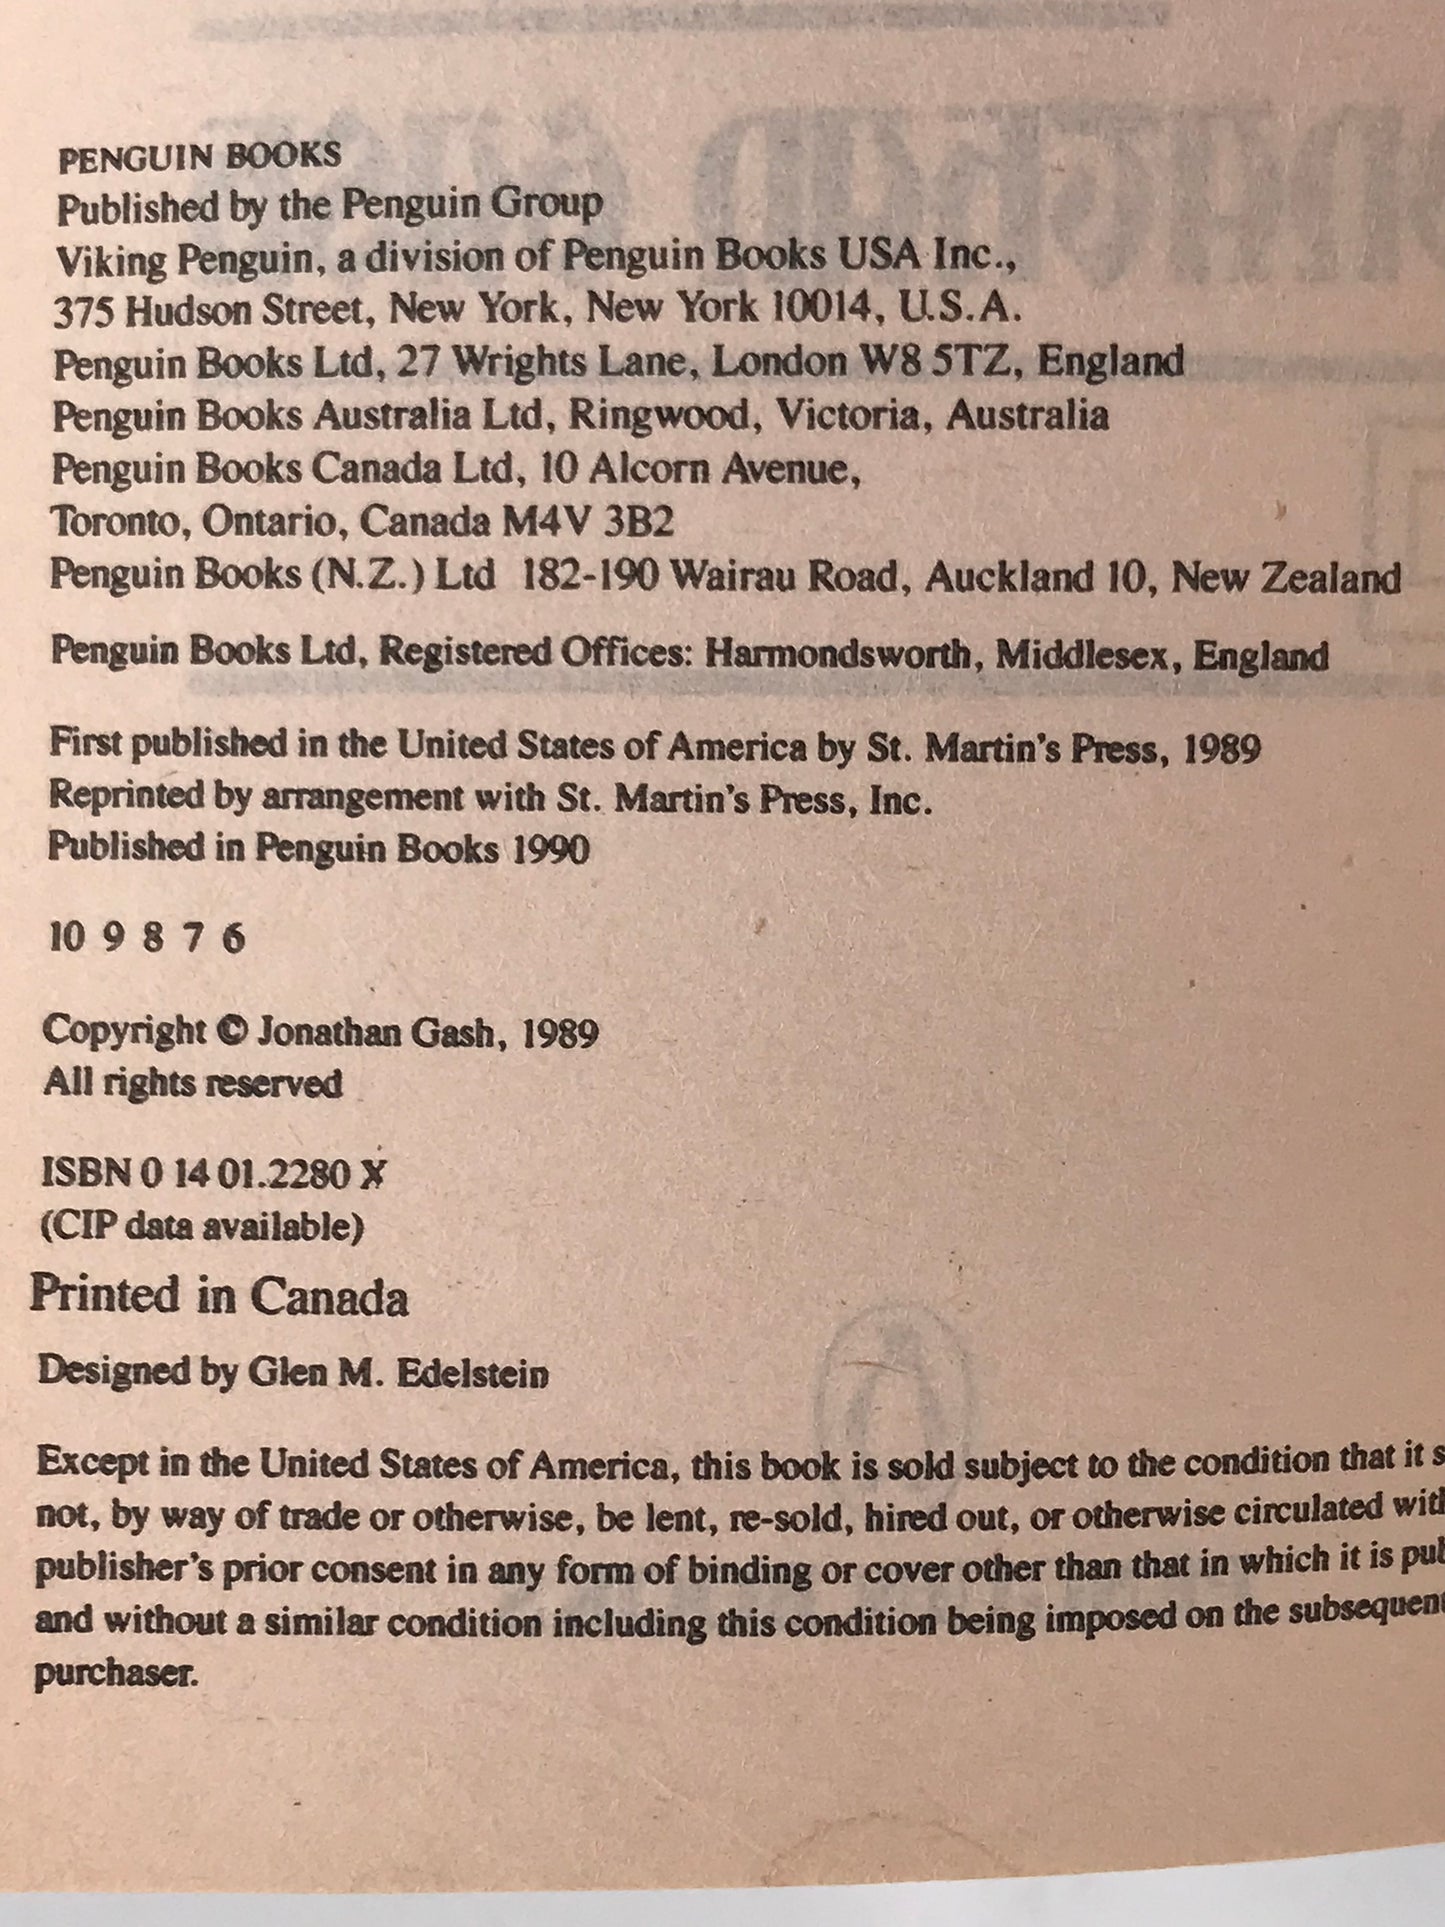 PENGUIN BOOKS
Published by the Penguin Group
Viking Penguin, a division of Penguin Books USA Inc.,
375 Hudson Street, New York, New York 10014, U.S.A.
Penguin Books Ltd, 27 Wrights Lane, London W8 5TZ, England
Penguin Books Australia Ltd, Ringwood, Victoria, Australia
Penguin Books Canada Ltd, 10 Alcorn Avenue,
Toronto, Ontario, Canada M4V 3B2
Penguin Books (N.Z.) Ltd 182-190 Wairau Road, Auckland 10, New Zealand
Penguin Books Ltd, Registered Offices: Harmondsworth, Middlesex, England
First published in the United States of America by St. Martin's Press, 1989
Reprinted by arrangement with St. Martin's Press, Inc.
Published in Penguin Books 1990
10 9 8 7 6
Copyright © Jonathan Gash, 1989
All rights reserved
ISBN 0 14 01.2280 X
(CIP data available)
Printed in Canada
Designed by Glen M. Edelstein
Except in the United States of America, this book is sold subject to the condition that it s
not, by way of trade or otherwise, be lent, re-sold, hired out, or otherwise circulated with
publisher's prior consent in any form of binding or cover other than that in which it is pub
and without a similar condition including this condition being imposed on the subsequent
purchaser.